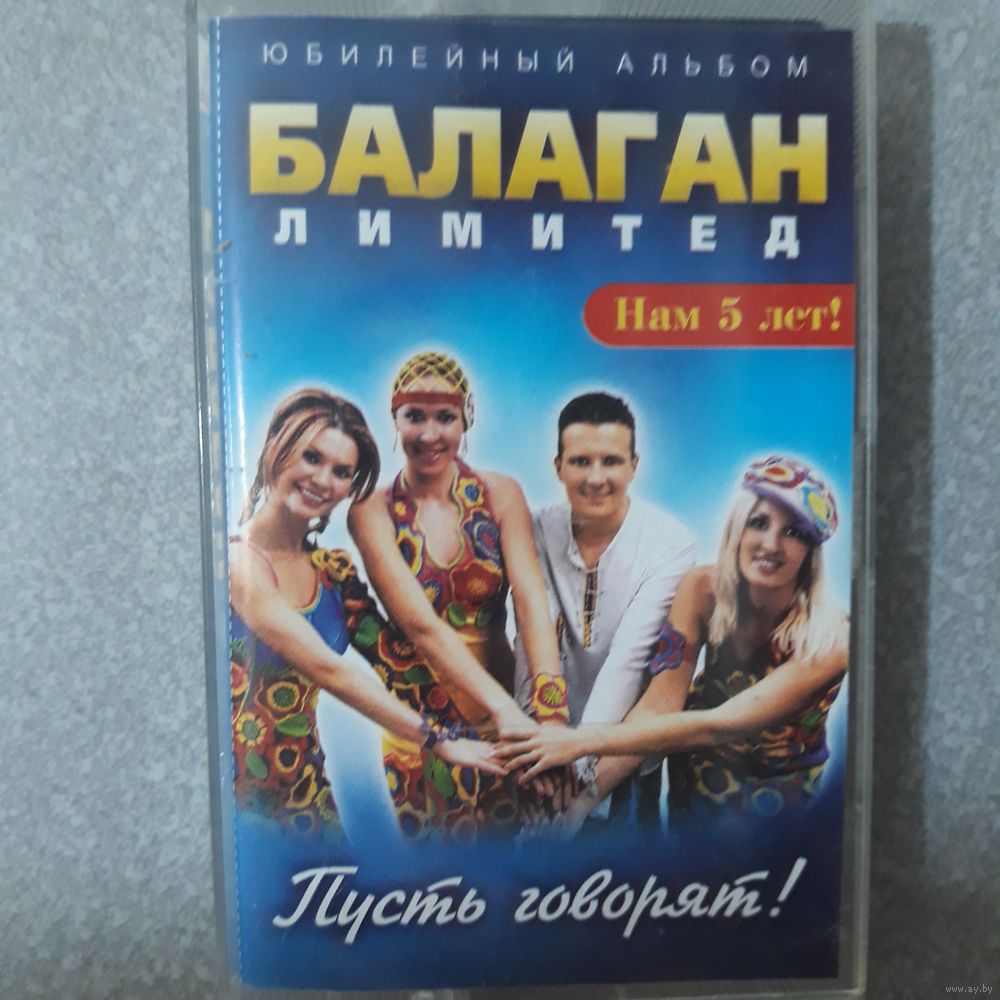 ЮБИЛЕЙНЫЙ АЛЬБОМ
БАЛАГАН
ЛИМИТЕД
Нам 5 лет!
Пусть говорят!
www.ay.by